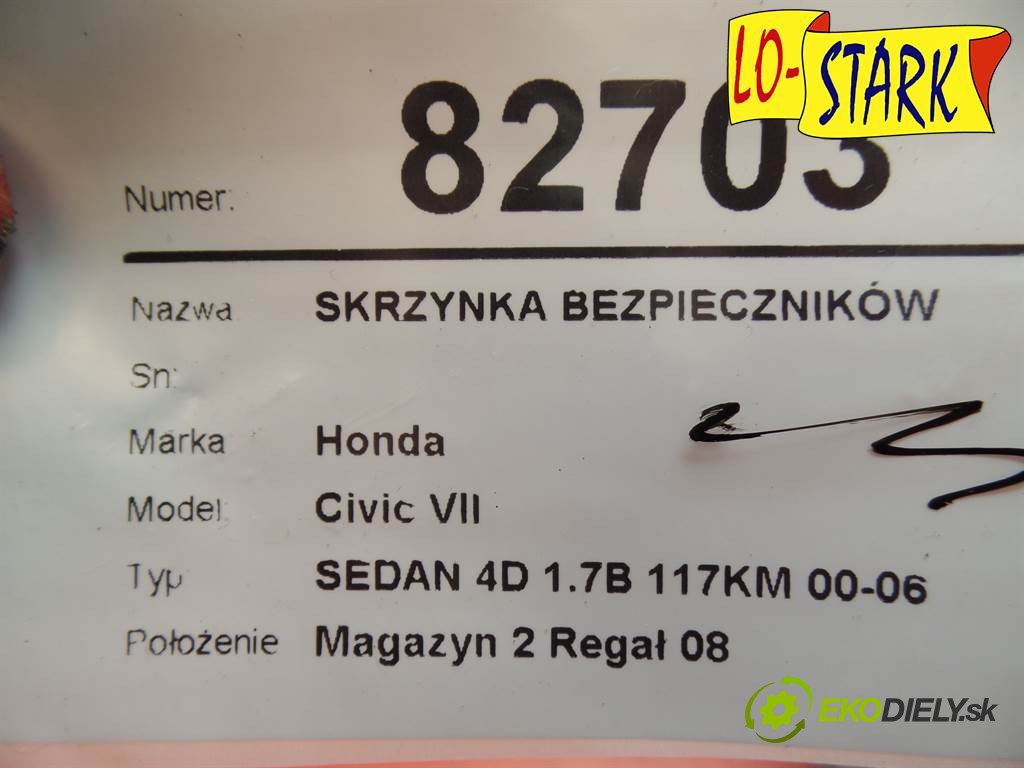 LO-STARK
Numer: 82703
Nazwa SKRZYNKA BEZPIECZNIKÓW
Sn:
Marka Honda
Model: Civic VII
Typ SEDAN 4D 1.7B 117KM 00-06
Położenie Magazyn 2 Regał 08
EKODIELY.sk